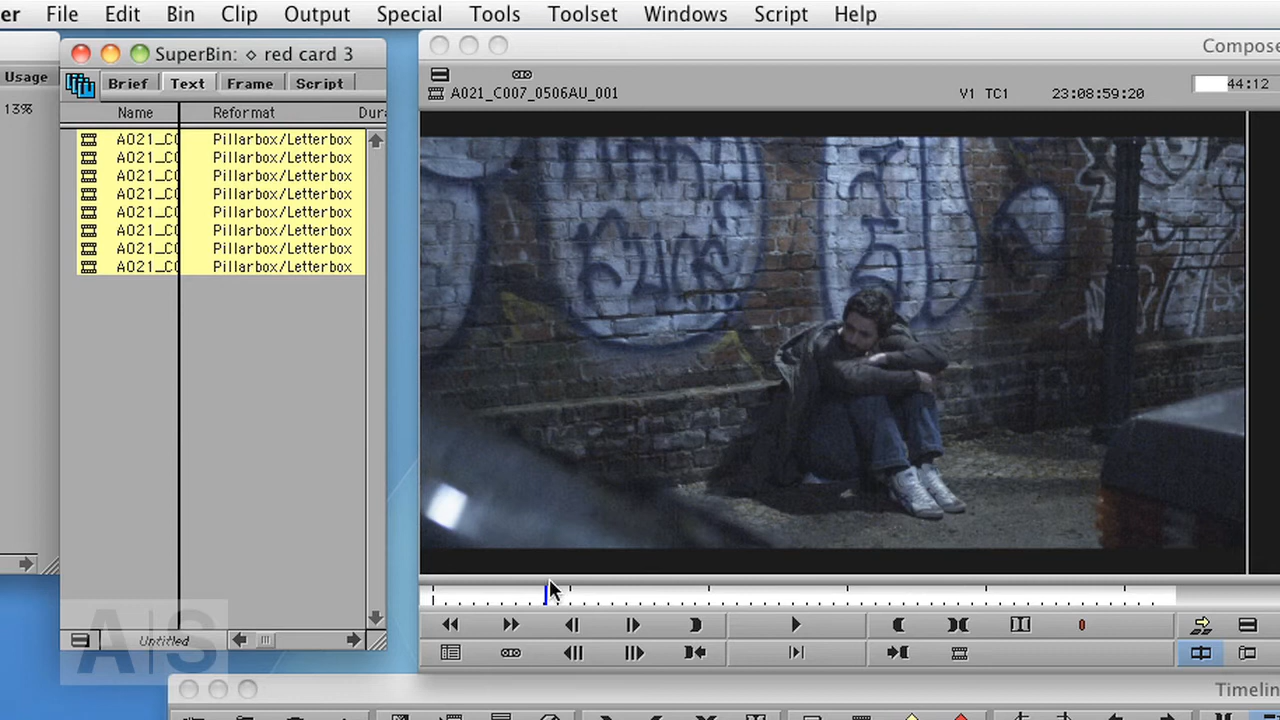 er File Edit Bin Clip Output Special Tools Toolset Windows Script Help
SuperBin: ◇ red card 3
Compose
Usage
Brief Text Frame Script
13%
A021_C007_0506AU_001
V1 TC1 23:08:59:20
44:12
Name Reformat Dura
A021_C0 Pillarbox/Letterbox
A021_C0 Pillarbox/Letterbox
A021_C0 Pillarbox/Letterbox
A021_C0 Pillarbox/Letterbox
A021_C0 Pillarbox/Letterbox
A021_C0 Pillarbox/Letterbox
A021_C0 Pillarbox/Letterbox
A021_C0 Pillarbox/Letterbox
Untitled
A|S
Timeline